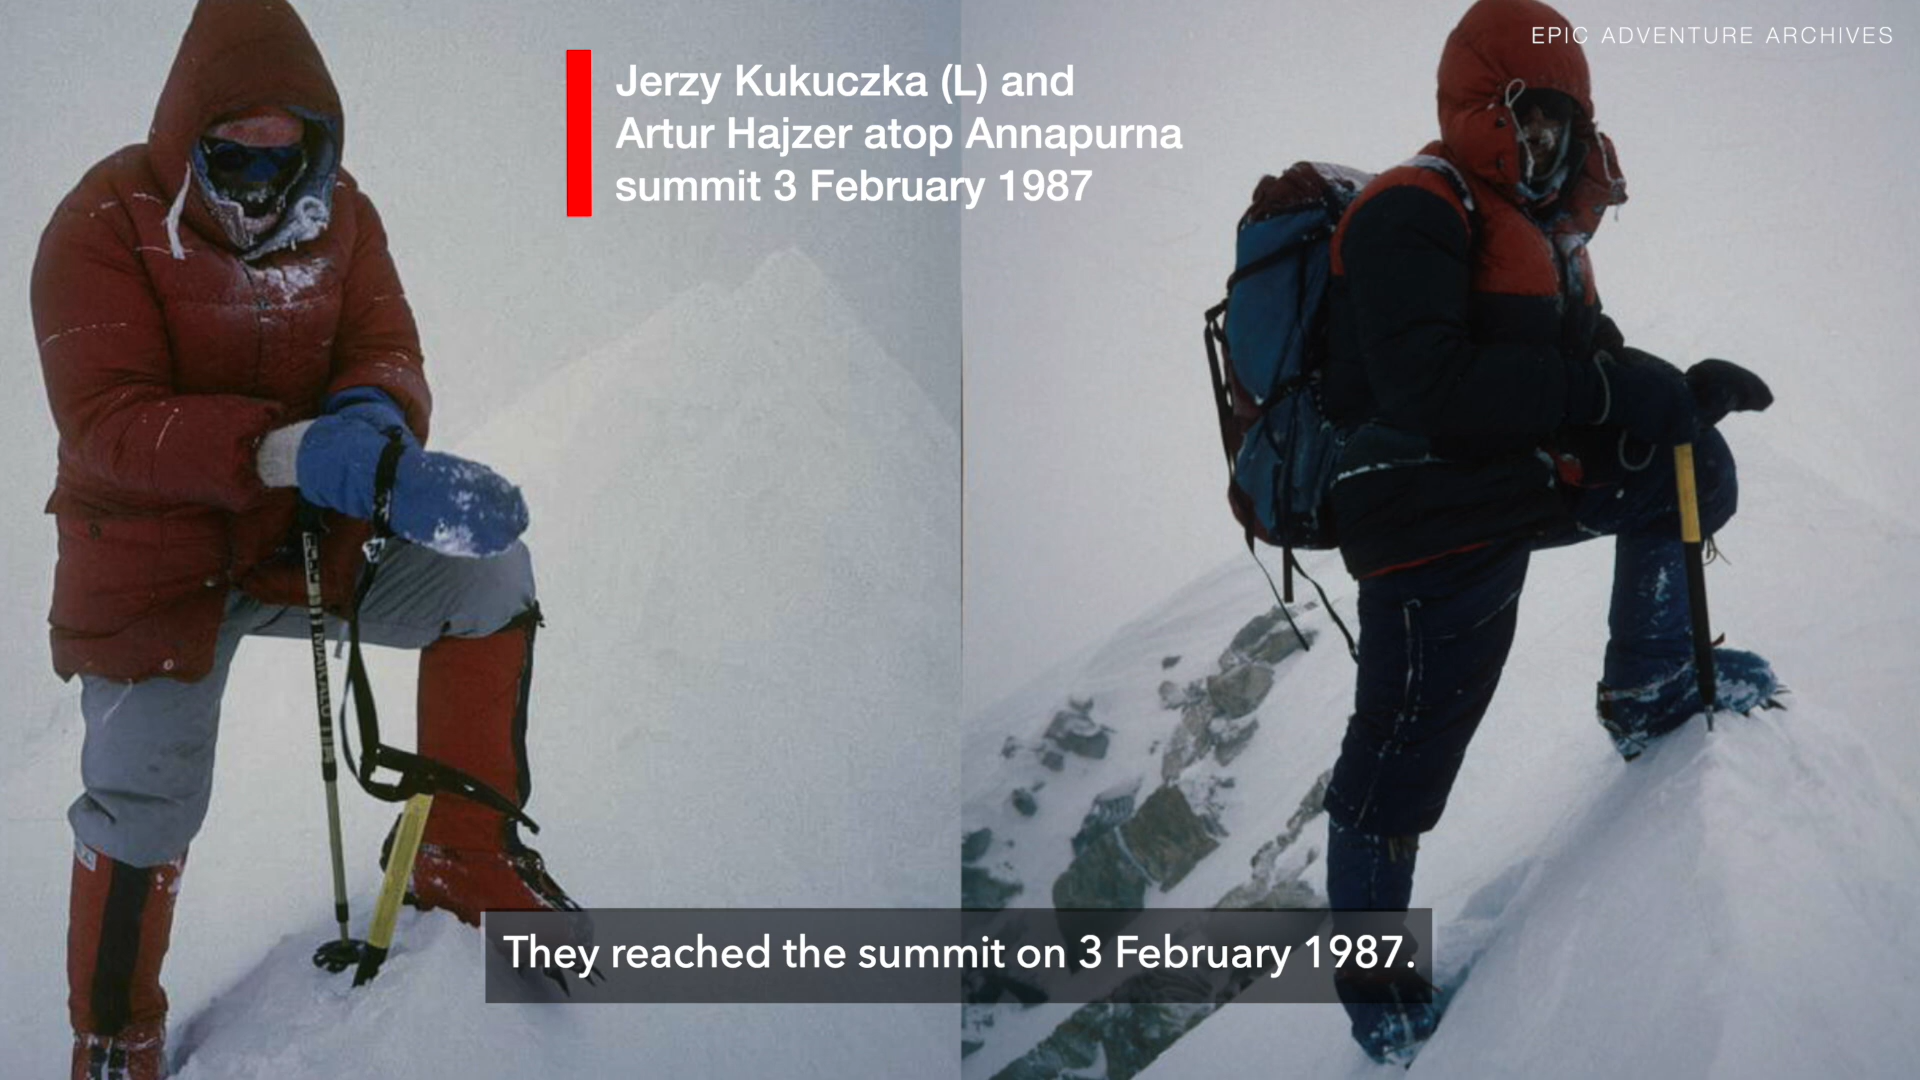 EPIC ADVENTURE ARCHIVES
Jerzy Kukuczka (L) and
Artur Hajzer atop Annapurna
summit 3 February 1987
They reached the summit on 3 February 1987.